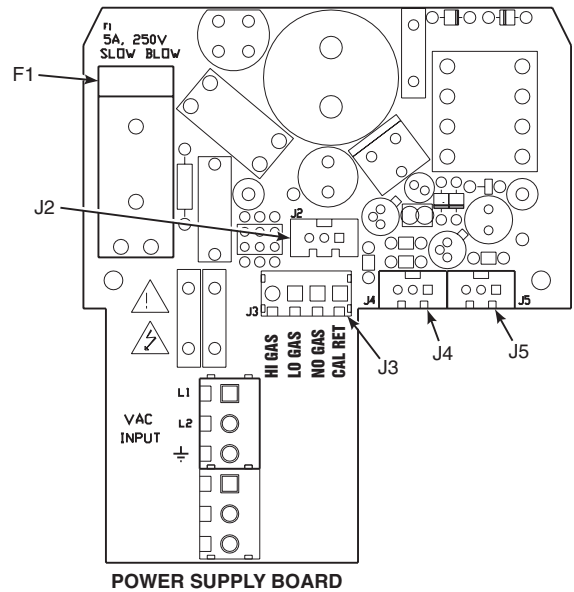 F1
5A, 250V
SLOW BLOW
F1
J2
J2
J3
HI GAS
LO GAS
NO GAS
CAL RET
J4
J5
J3
J4
J5
L1
VAC
INPUT
L2
POWER SUPPLY BOARD